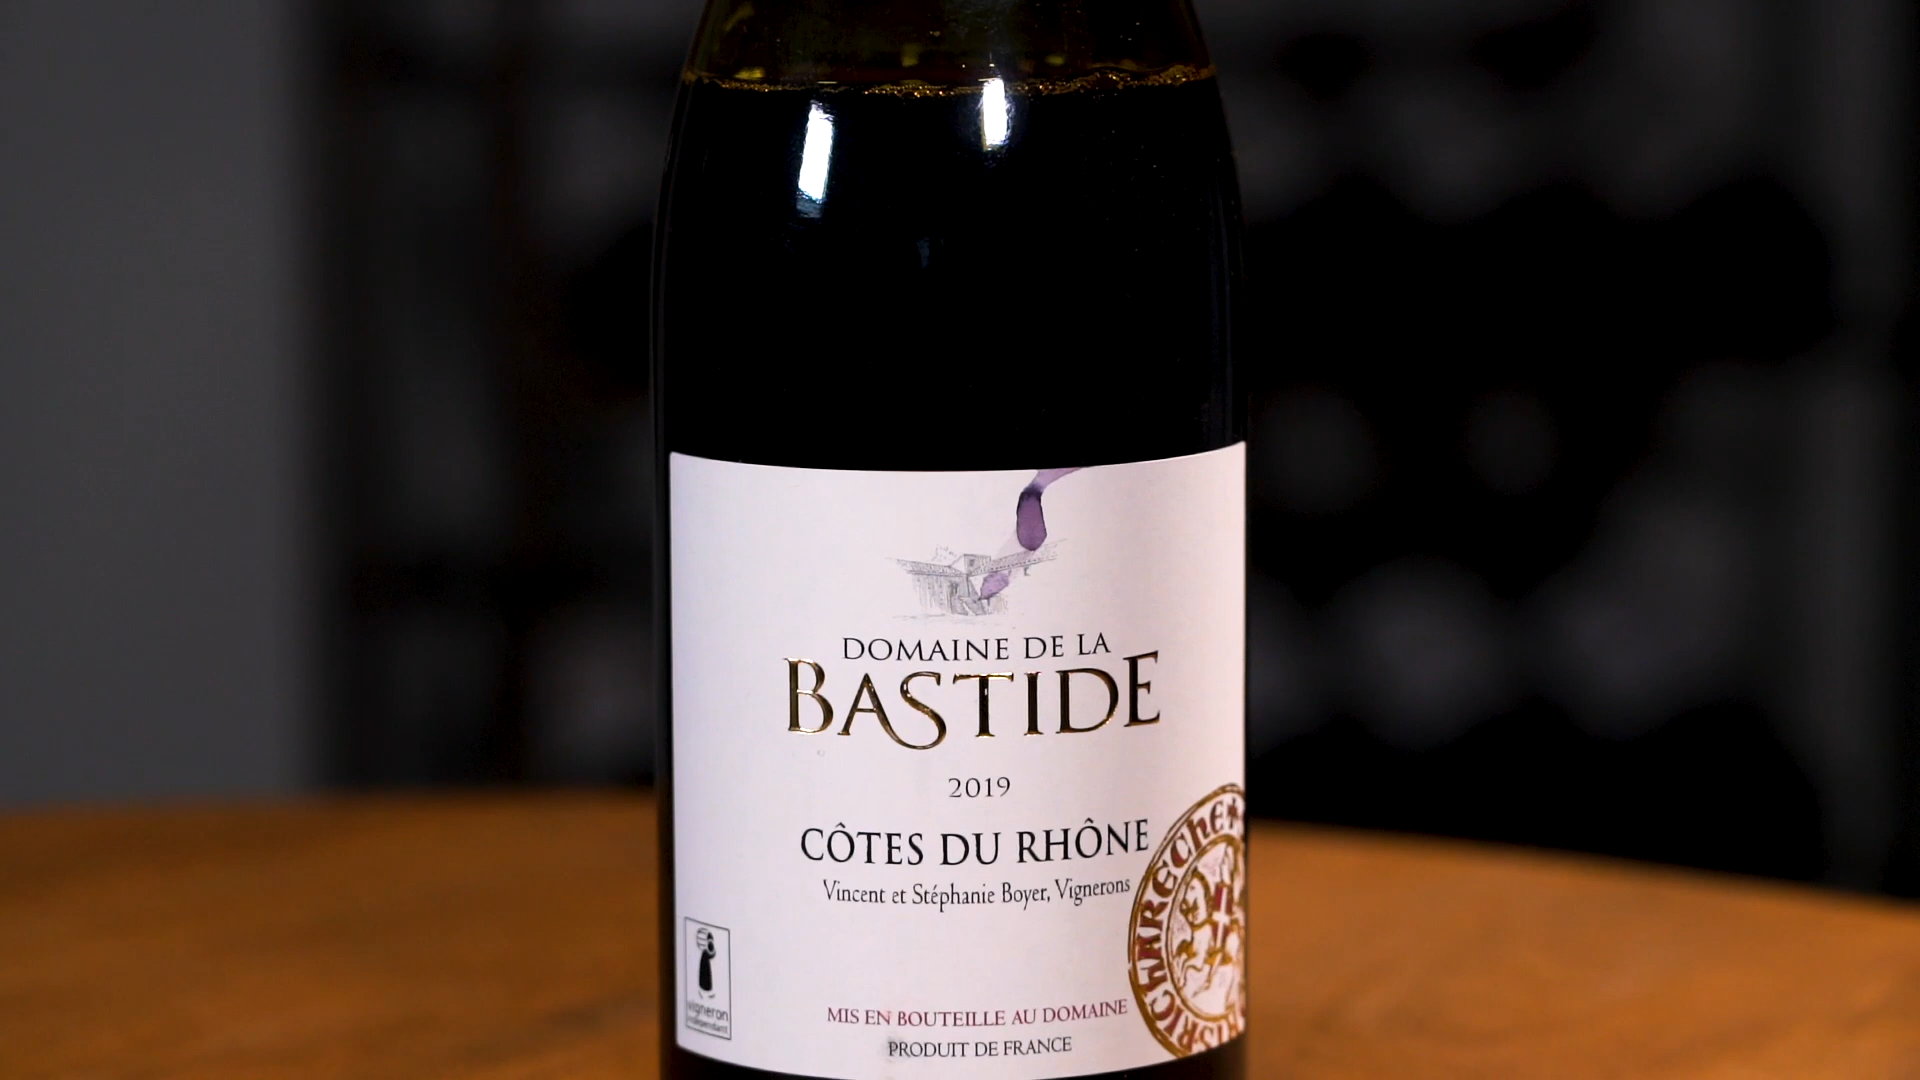 DOMAINE DE LA
BASTIDE
2019
CÔTES DU RHÔNE
Vincent et Stéphanie Boyer, Vignerons
vigneron
indépendant
MIS EN BOUTEILLE AU DOMAINE
PRODUIT DE FRANCE